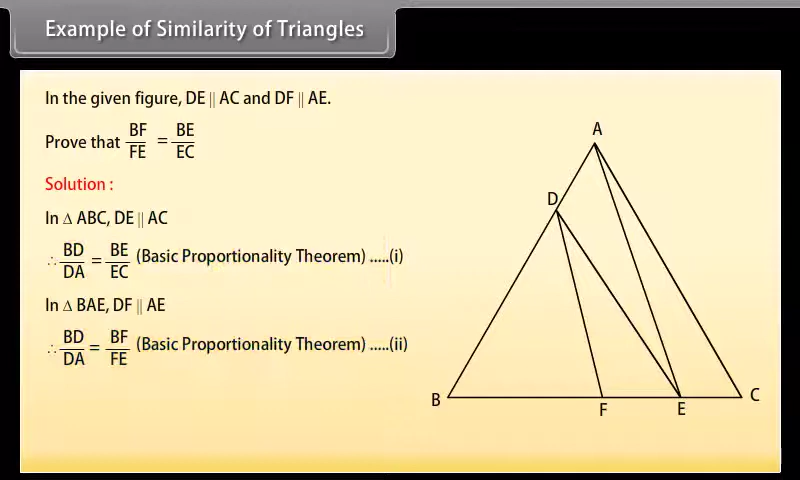 Example of Similarity of Triangles
In the given figure, DE || AC and DF || AE.
Prove that BF/FE = BE/EC
Solution :
In Δ ABC, DE || AC
∴ BD/DA = BE/EC (Basic Proportionality Theorem) .....(i)
In Δ BAE, DF || AE
∴ BD/DA = BF/FE (Basic Proportionality Theorem) .....(ii)
A
D
B
F
E
C